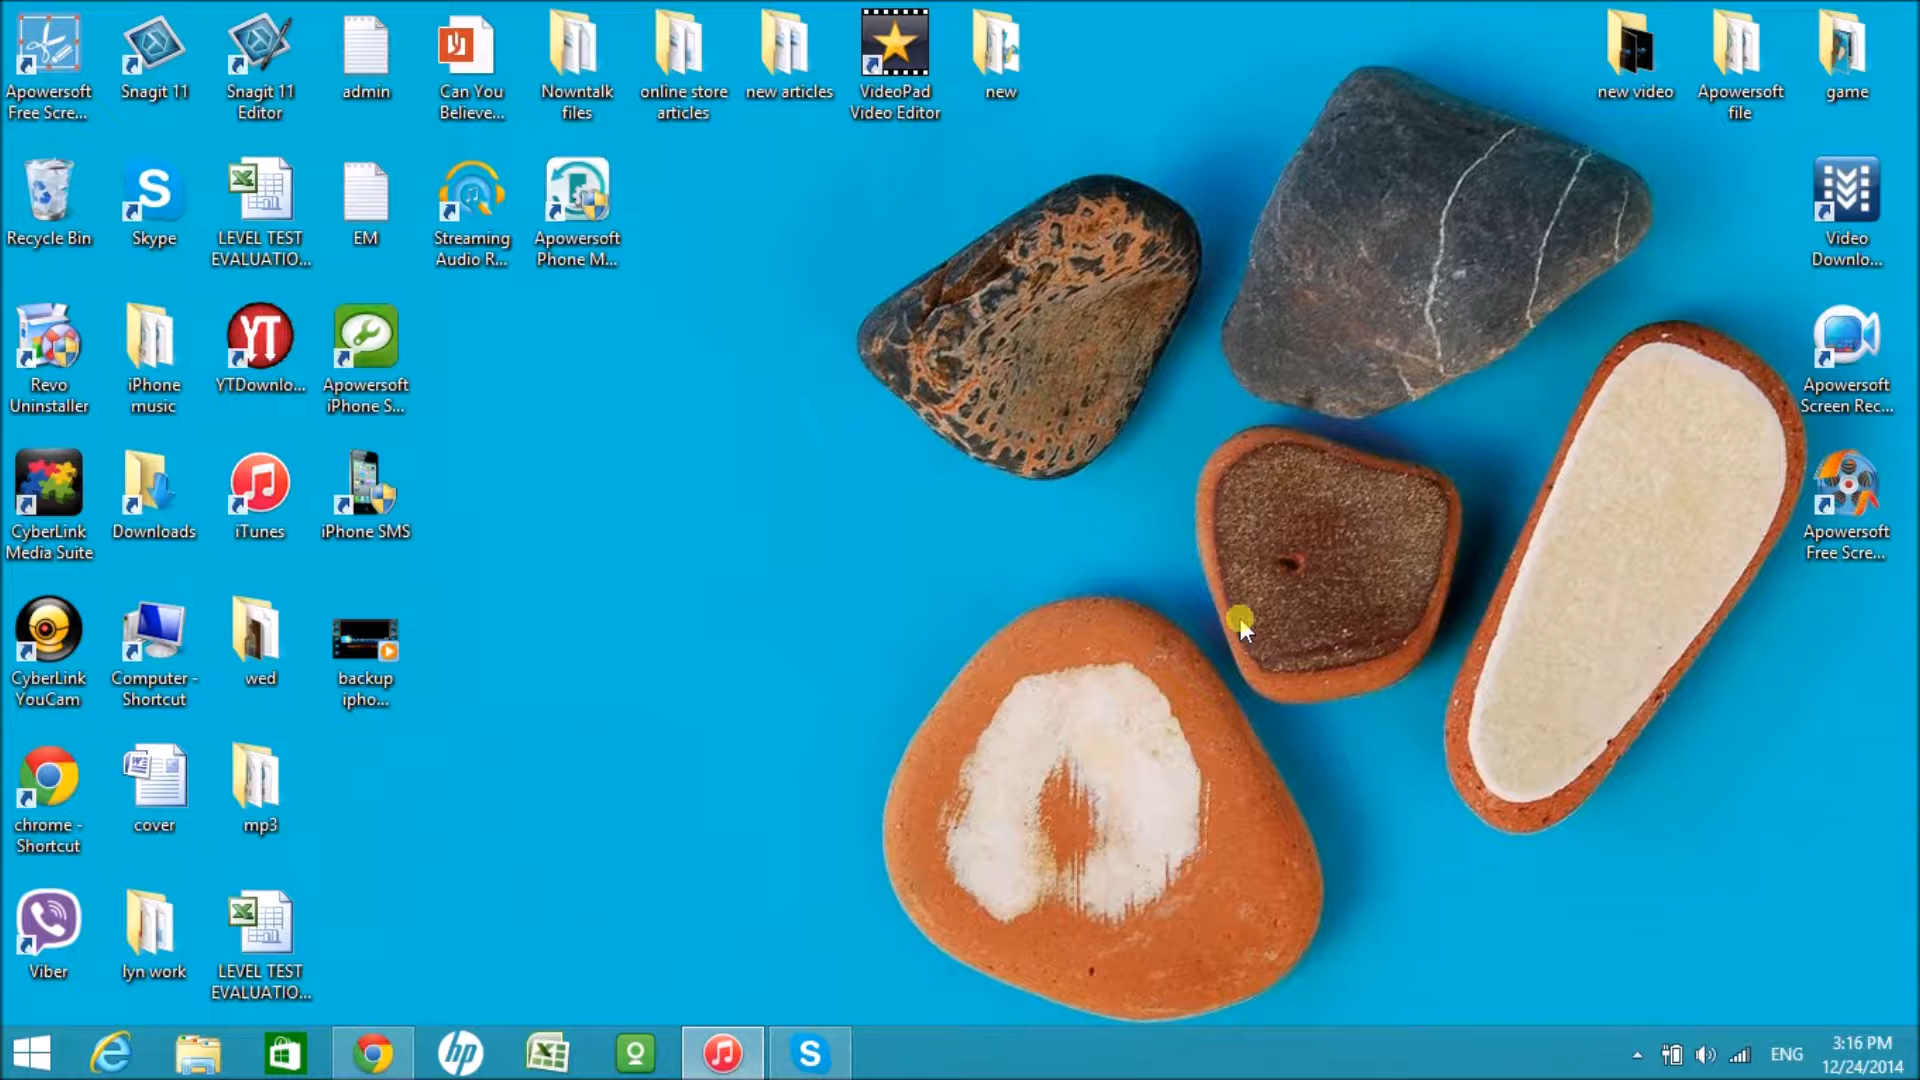 Apowersoft
Free Scre...
Snagit 11
Snagit 11
Editor
admin
Can You
Believe...
Nowntalk
files
online store
articles
new articles
VideoPad
Video Editor
new
new video
Apowersoft
file
game
Recycle Bin
Skype
LEVEL TEST
EVALUATIO...
EM
Streaming
Audio R...
Apowersoft
Phone M...
Video
Downlo...
Revo
Uninstaller
iPhone
music
YT
YTDownlo...
Apowersoft
iPhone S...
Apowersoft
Screen Rec...
CyberLink
Media Suite
Downloads
iTunes
iPhone SMS
Apowersoft
Free Scre...
CyberLink
YouCam
Computer -
Shortcut
wed
backup
ipho...
chrome -
Shortcut
cover
mp3
Viber
lyn work
LEVEL TEST
EVALUATIO...
hp
ENG
3:16 PM
12/24/2014